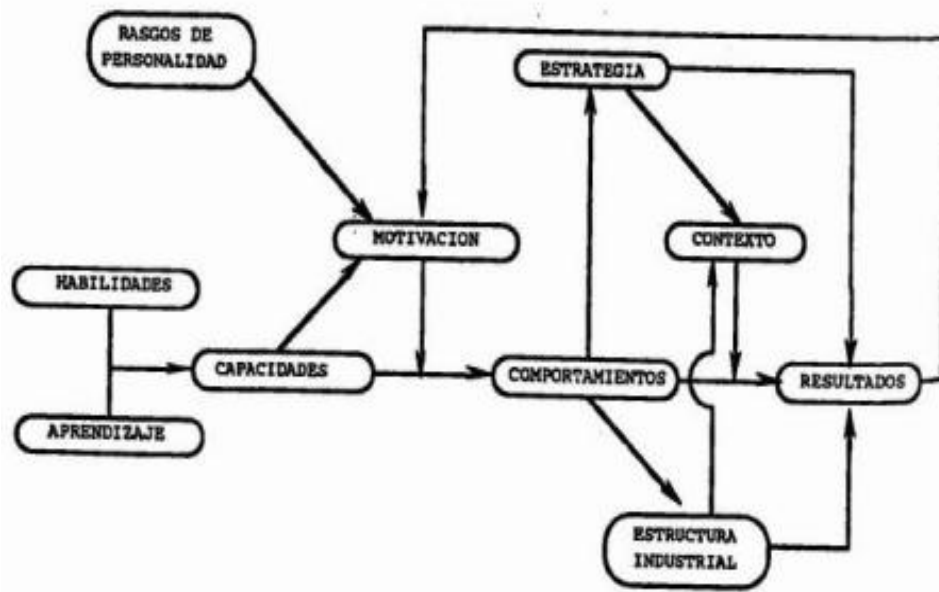 RASGOS DE
PERSONALIDAD
ESTRATEGIA
MOTIVACION
CONTEXTO
HABILIDADES
CAPACIDADES
COMPORTAMIENTOS
RESULTADOS
APRENDIZAJE
ESTRUCTURA
INDUSTRIAL